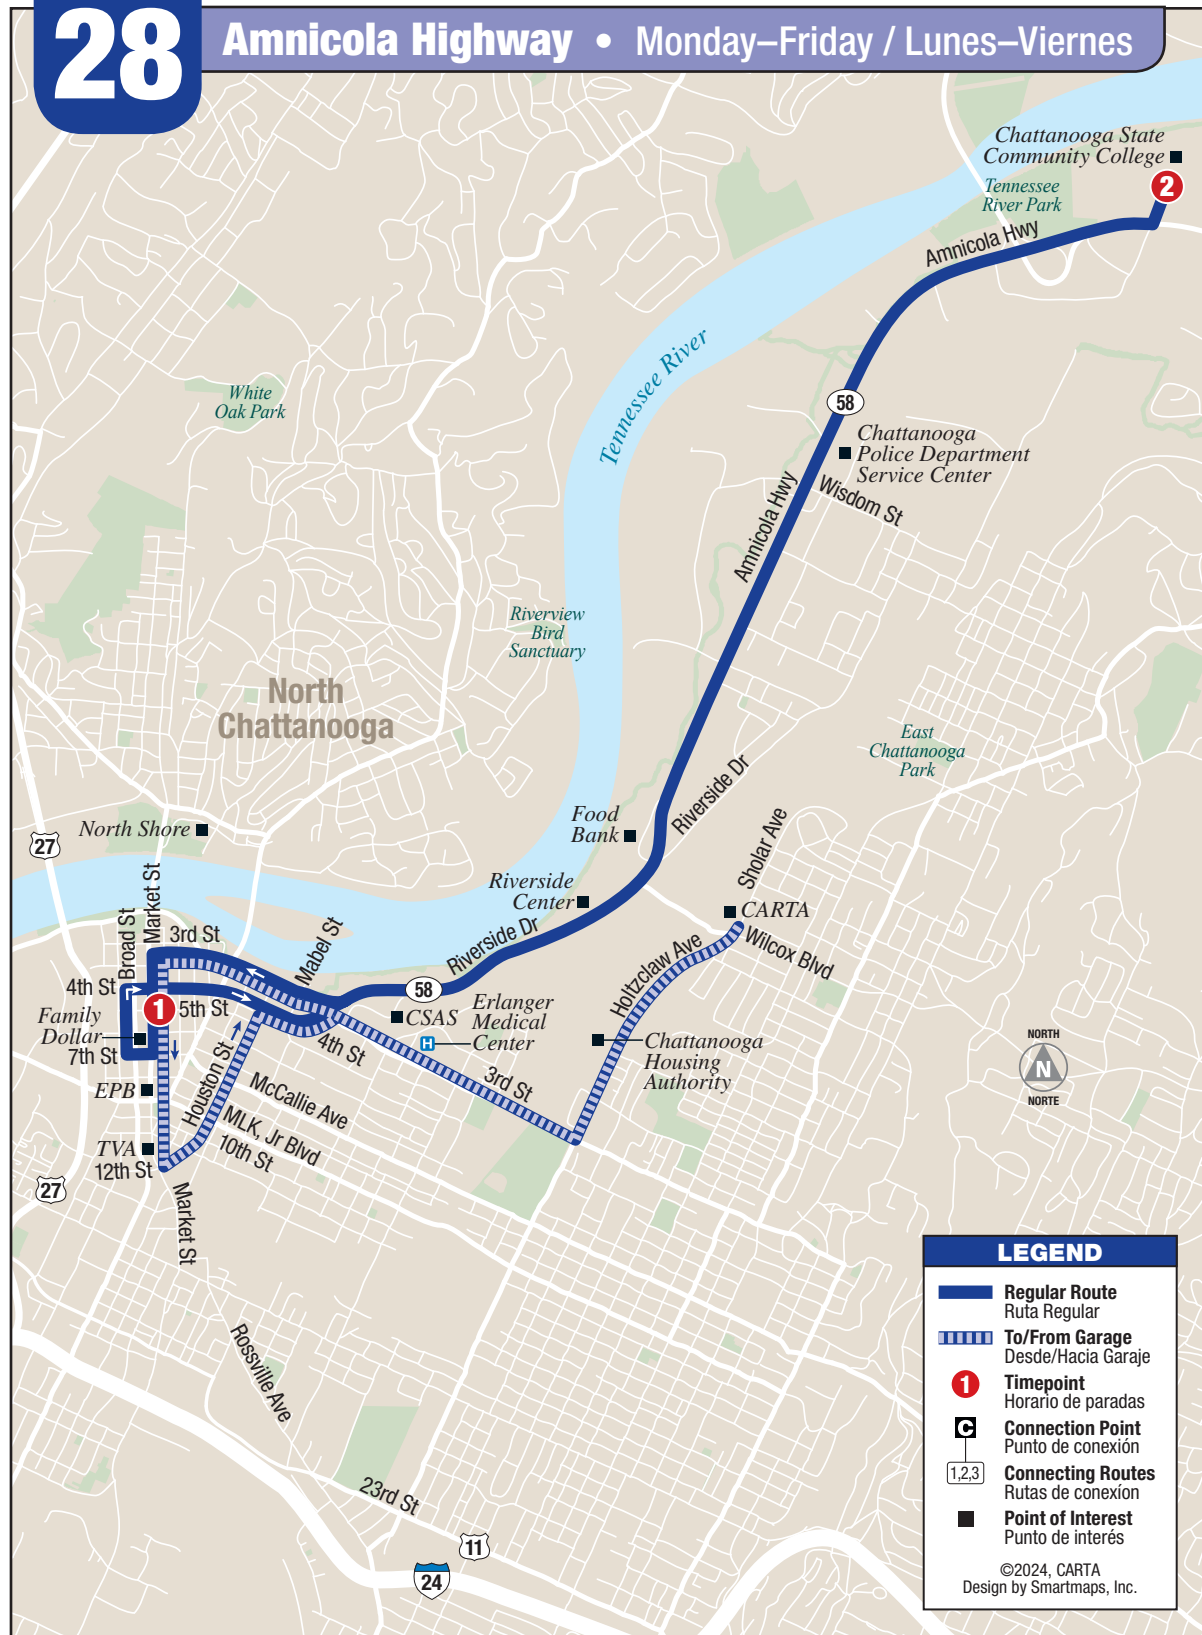 28
Amnicola Highway • Monday–Friday / Lunes–Viernes
Chattanooga State
Community College
2
Tennessee
River Park
Amnicola Hwy
Tennessee River
White
Oak Park
58
Chattanooga
Police Department
Service Center
Wisdom St
Amnicola Hwy
Riverview
Bird
Sanctuary
North
Chattanooga
East
Chattanooga
Park
Riverside Dr
Food
Bank
North Shore
27
Sholar Ave
Riverside
Center
CARTA
Market St
Broad St
3rd St
Mabel St
Riverside Dr
Holtzclaw Ave
Wilcox Blvd
4th St
58
1
5th St
Family
Dollar
7th St
CSAS
Erlanger
Medical
Center
H
4th St
Chattanooga
Housing
Authority
NORTH
N
NORTE
EPB
Houston St
McCallie Ave
3rd St
MLK, Jr Blvd
10th St
TVA
12th St
27
Market St
Rossville Ave
23rd St
11
24
LEGEND
Regular Route
Ruta Regular
To/From Garage
Desde/Hacia Garaje
1
Timepoint
Horario de paradas
C
Connection Point
Punto de conexión
1,2,3
Connecting Routes
Rutas de conexíon
Point of Interest
Punto de interés
©2024, CARTA
Design by Smartmaps, Inc.